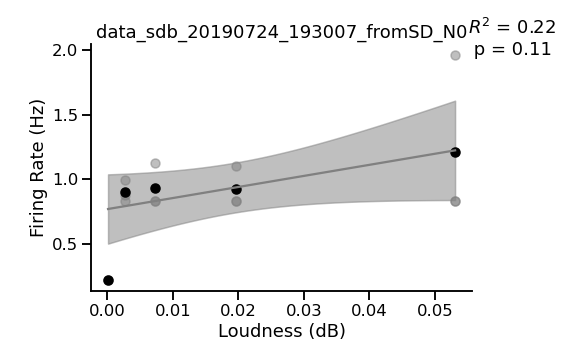 data_sdb_20190724_193007_fromSD_N0
R² = 0.22
p = 0.11
Firing Rate (Hz)
2.0
1.5
1.0
0.5
0.00 0.01 0.02 0.03 0.04 0.05
Loudness (dB)